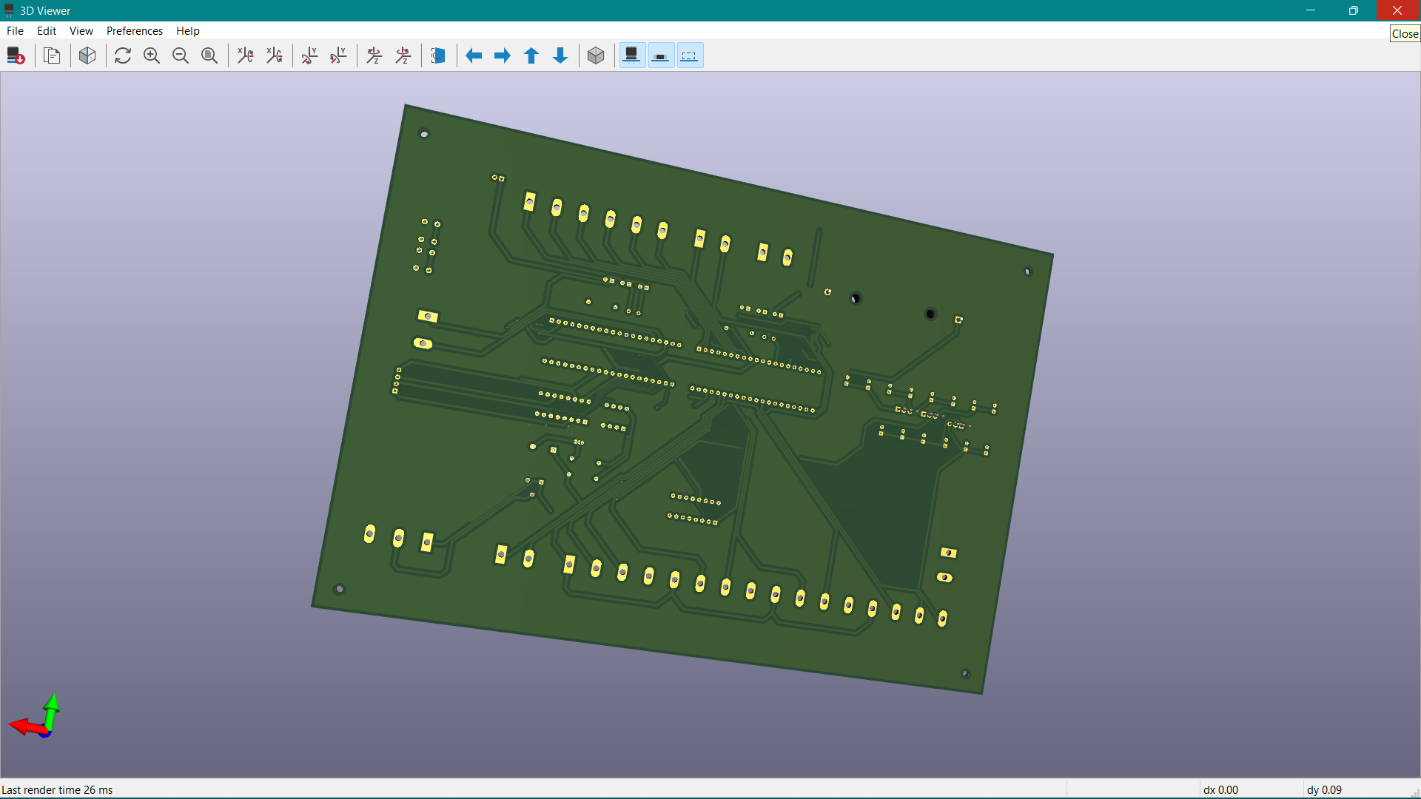 3D Viewer
File Edit View Preferences Help
Close
Last render time 26 ms
dx 0.00
dy 0.09